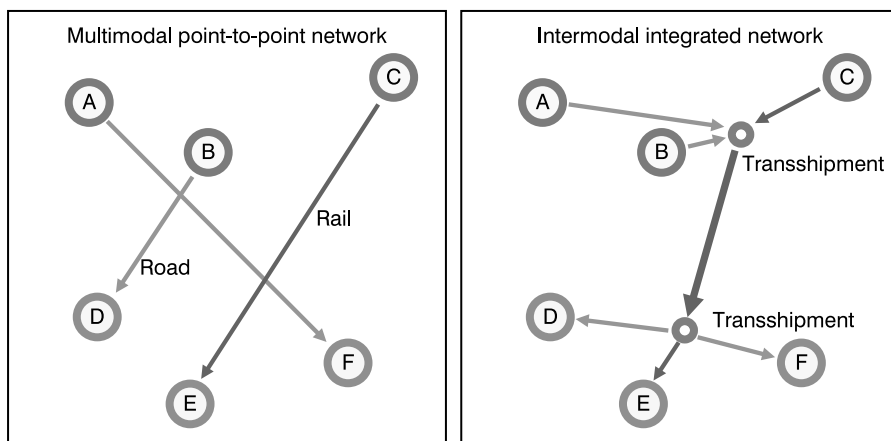 Multimodal point-to-point network
A
C
B
Rail
Road
D
F
E
Intermodal integrated network
C
A
B
Transshipment
D
Transshipment
F
E